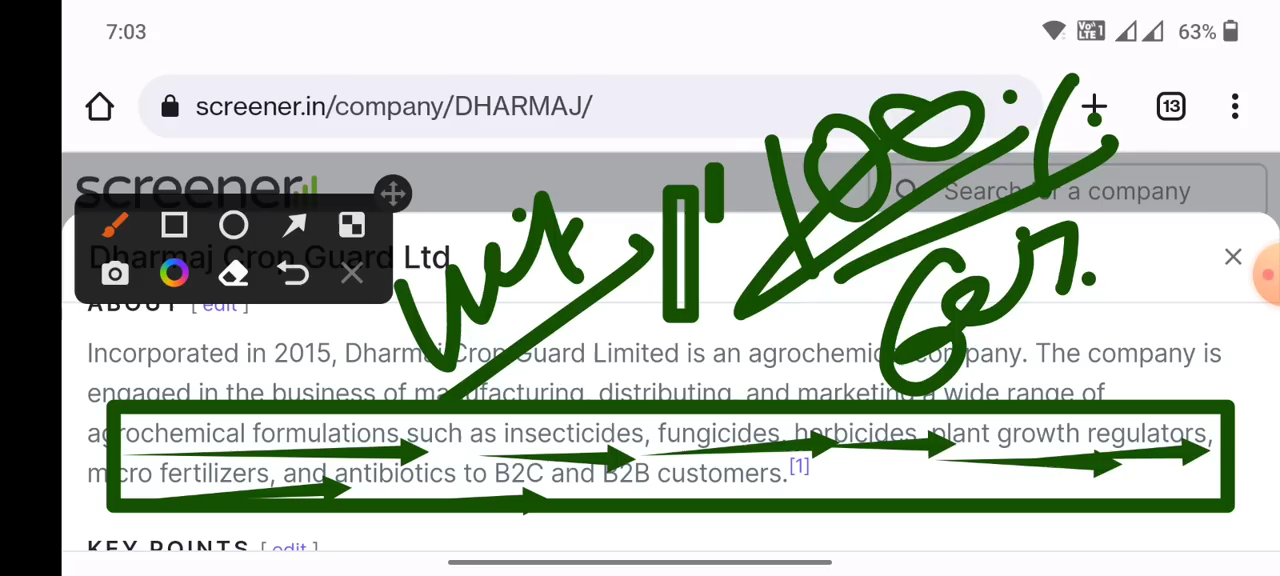 7:03
VoD LTE 1
63%
screener.in/company/DHARMAJ/
13
screener
Search for a company
Dharmaj Crop Guard Ltd
ABOUT [ edit ]
Incorporated in 2015, Dharmaj Crop Guard Limited is an agrochemical company. The company is
engaged in the business of manufacturing, distributing, and marketing a wide range of
agrochemical formulations such as insecticides, fungicides, herbicides, plant growth regulators,
micro fertilizers, and antibiotics to B2C and B2B customers.[1]
KEY POINTS [ edit ]